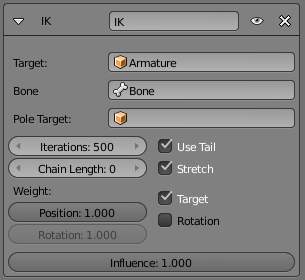 IK IK
Target: Armature
Bone Bone
Pole Target:
Iterations: 500 Use Tail
Chain Length: 0 Stretch
Weight: Target
Position: 1.000 Rotation
Rotation: 1.000
Influence: 1.000